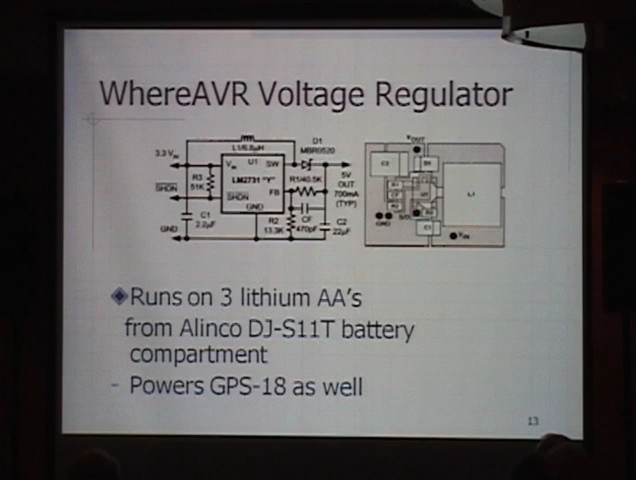 WhereAVR Voltage Regulator
L1/6.8µH
D1
MBR0520
3.3 VIN
VIN U1 SW
R3
51K
LM2731 "Y"
R1/40.5K
5V
OUT
700mA
(TYP)
SHDN
SHDN
FB
GND
GND
C1
2.2µF
R2
13.3K
CF
470pF
C2
22µF
VOUT
C2
D1
L1
C1
GND
VIN
◆Runs on 3 lithium AA's
from Alinco DJ-S11T battery
compartment
- Powers GPS-18 as well
13